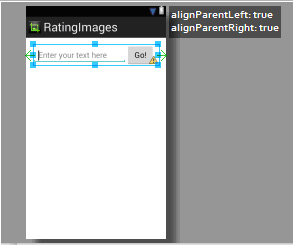 alignParentLeft: true
alignParentRight: true
RatingImages
Enter your text here
Go!